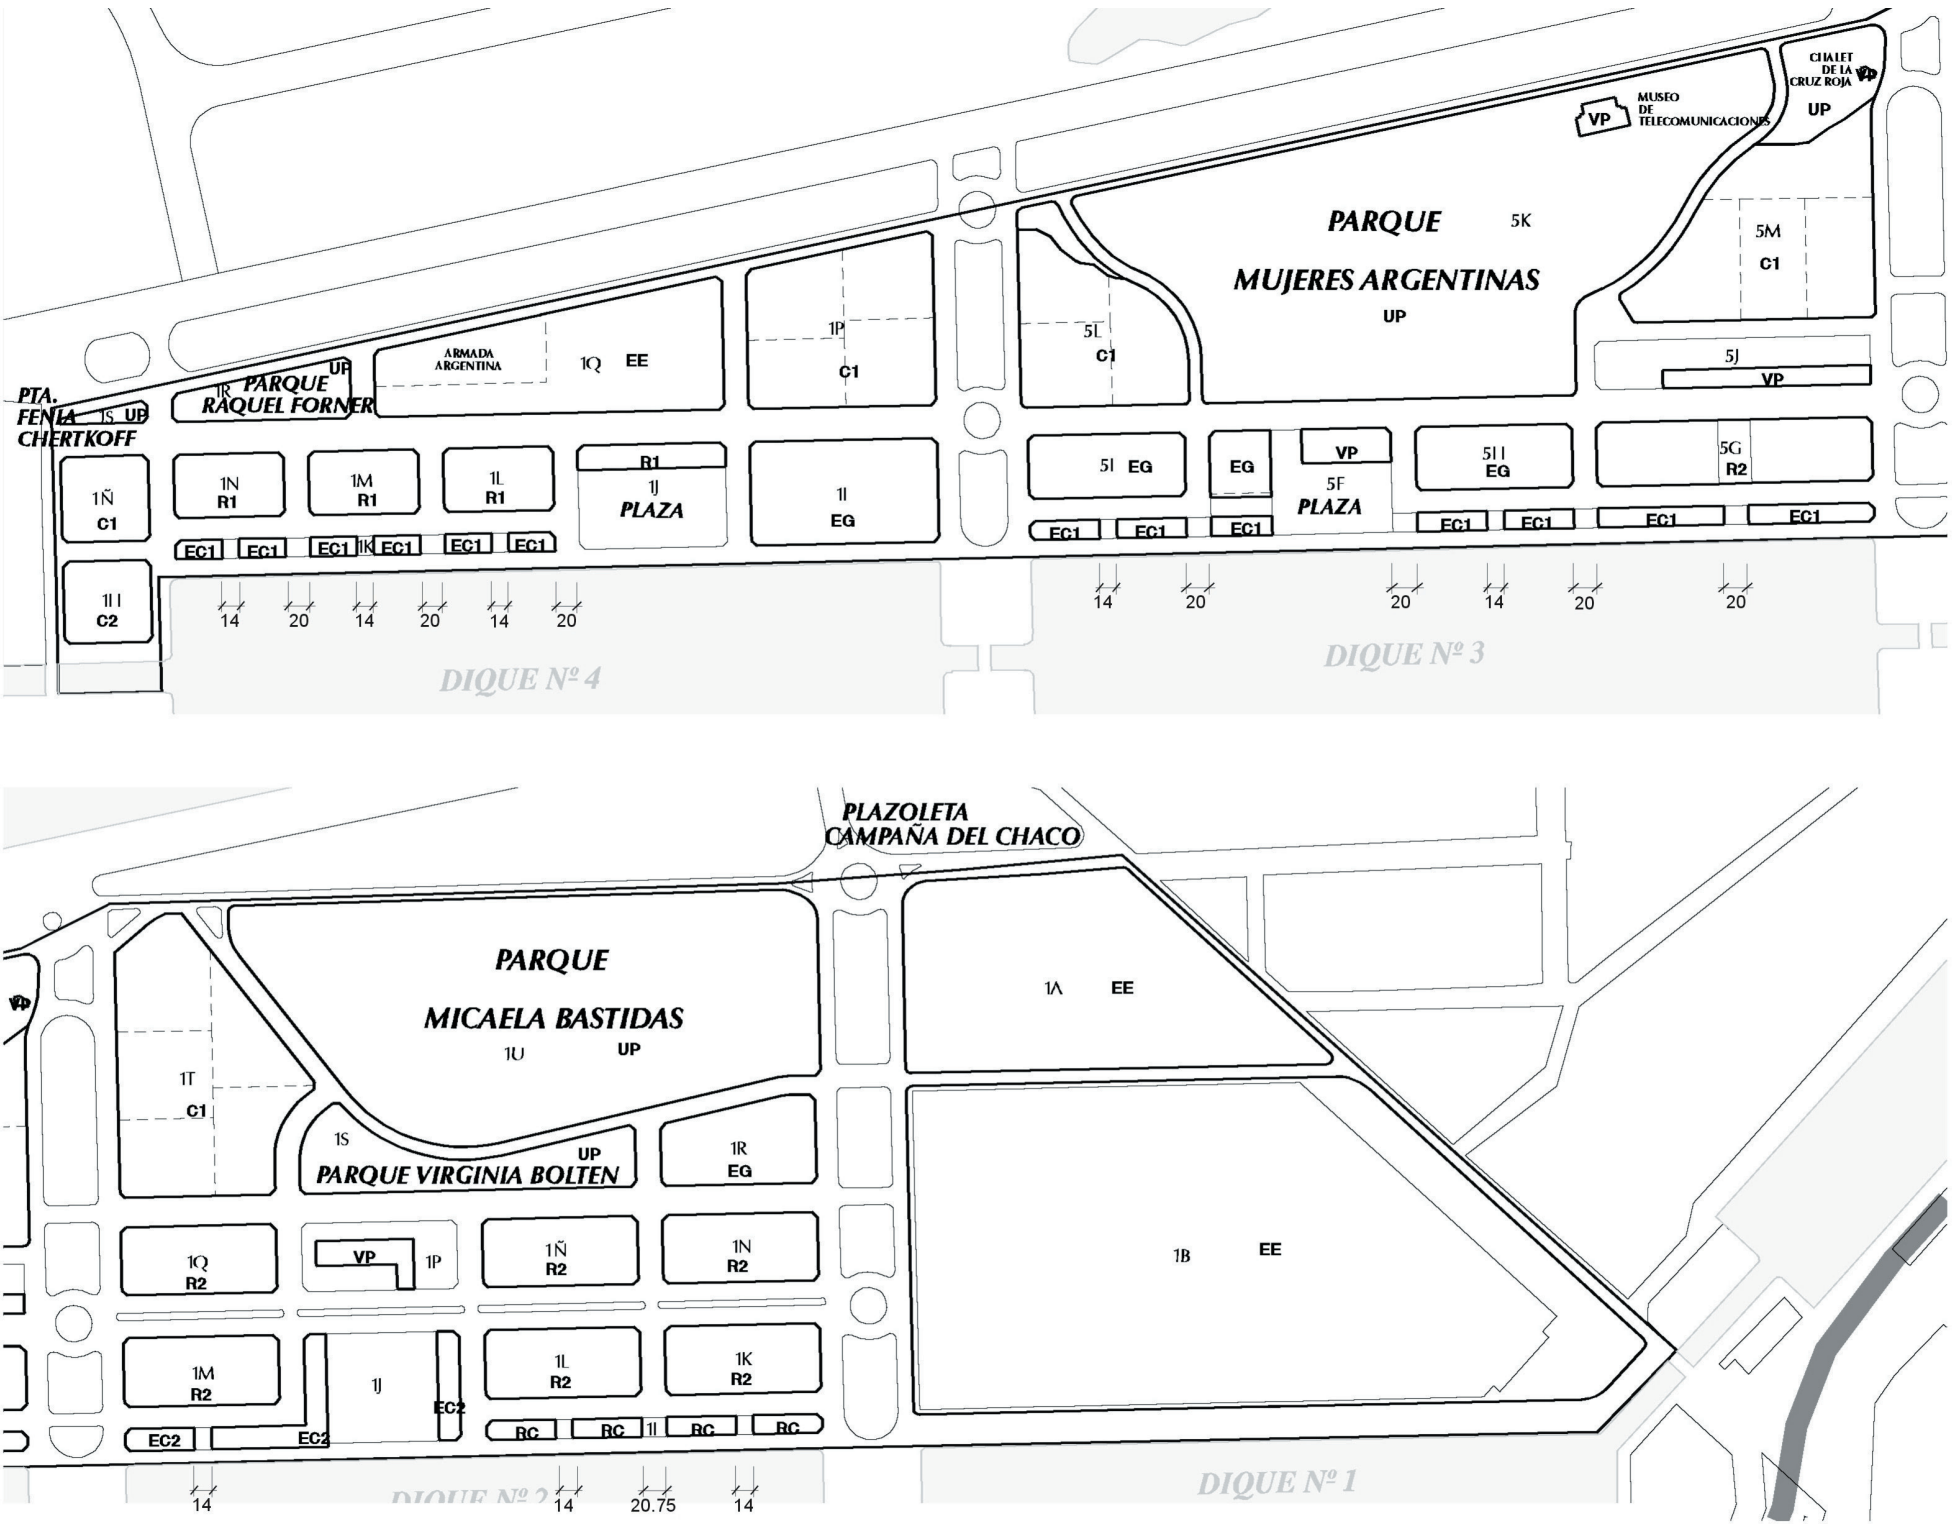 CHALET
DE LA
CRUZ ROJA
VP
UP
MUSEO
DE
TELECOMUNICACIONES
VP
PARQUE
5K
MUJERES ARGENTINAS
UP
5M
C1
5J
VP
5L
C1
1P
C1
ARMADA
ARGENTINA
1Q EE
UP
1R PARQUE
RAQUEL FORNER
PTA.
FENIA
CHERTKOFF
1S UP
1Ñ
C1
1N
R1
1M
R1
1L
R1
R1
1J
PLAZA
1I
EG
5I EG
EG
VP
5F
PLAZA
5H
EG
5G
R2
EC1 EC1 EC1 1K EC1 EC1 EC1
EC1 EC1 EC1 EC1 EC1 EC1 EC1
1H
C2
14 20 14 20 14 20
14 20 20 14 20 20
DIQUE Nº 4
DIQUE Nº 3
PLAZOLETA
CAMPAÑA DEL CHACO
PARQUE
MICAELA BASTIDAS
1U UP
VP
1A EE
1T
C1
1S
UP
PARQUE VIRGINIA BOLTEN
1R
EG
1Q
R2
VP 1P
1Ñ
R2
1N
R2
1B EE
1M
R2
1J
1L
R2
1K
R2
EC2
EC2 EC2 RC RC 1I RC RC
14 14 20.75 14
DIQUE Nº 2
DIQUE Nº 1